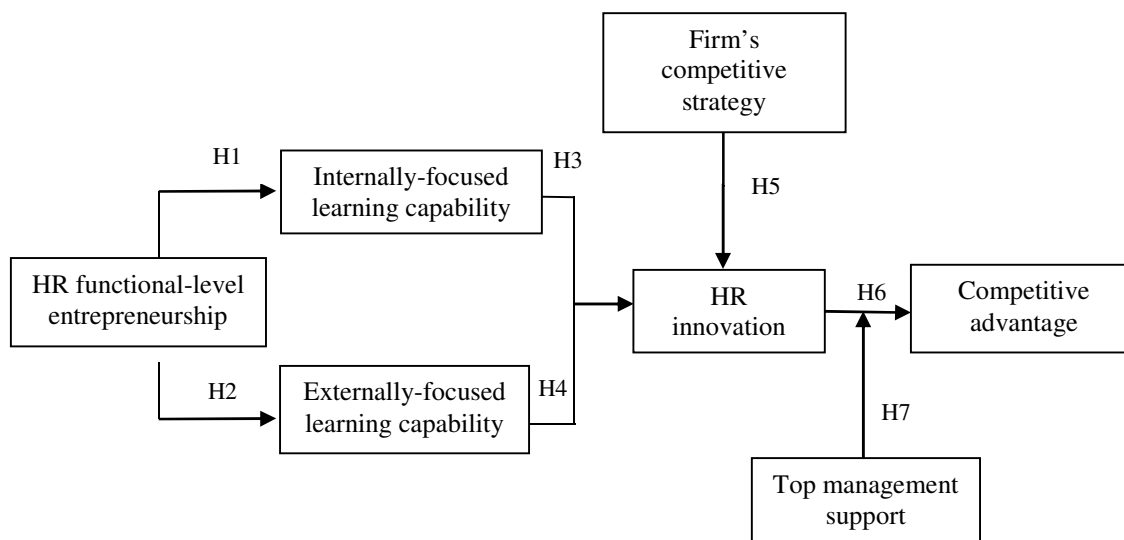 Firm's
competitive
strategy
H1
H3
Internally-focused
learning capability
H5
HR functional-level
entrepreneurship
HR
innovation
H6
Competitive
advantage
H2
Externally-focused
learning capability
H4
H7
Top management
support